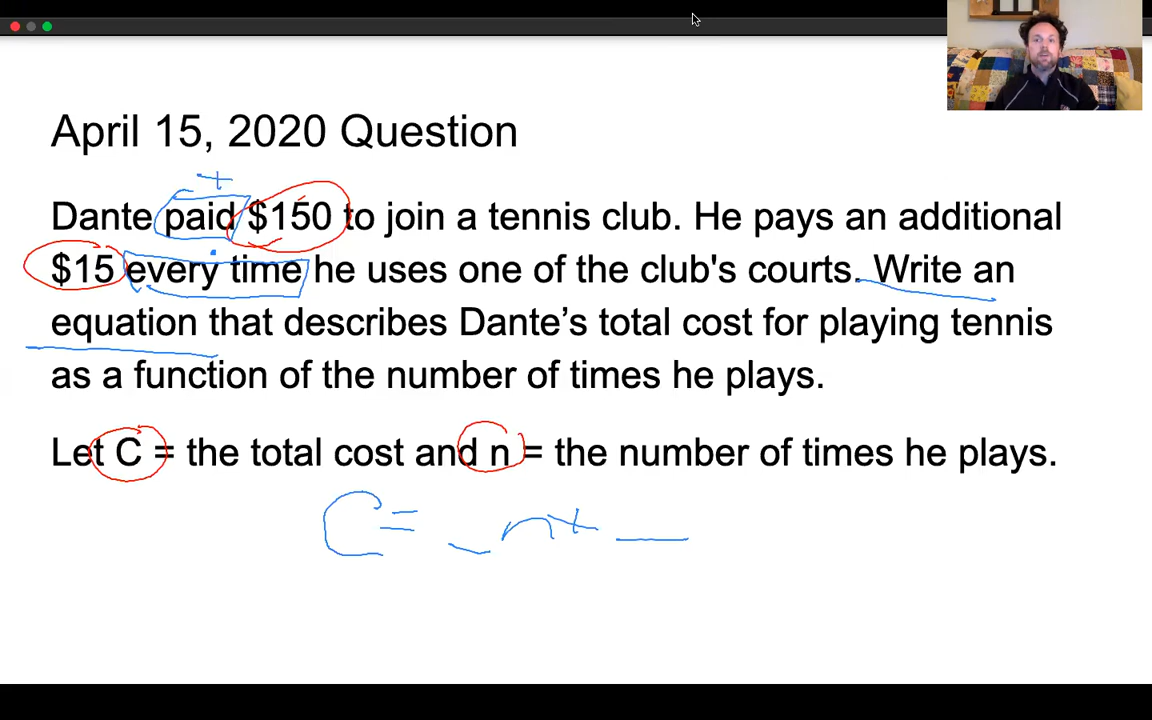 April 15, 2020 Question
+
Dante paid $150 to join a tennis club. He pays an additional
$15 every time he uses one of the club's courts. Write an
equation that describes Dante’s total cost for playing tennis
as a function of the number of times he plays.
Let C = the total cost and n = the number of times he plays.
C = _ n + _